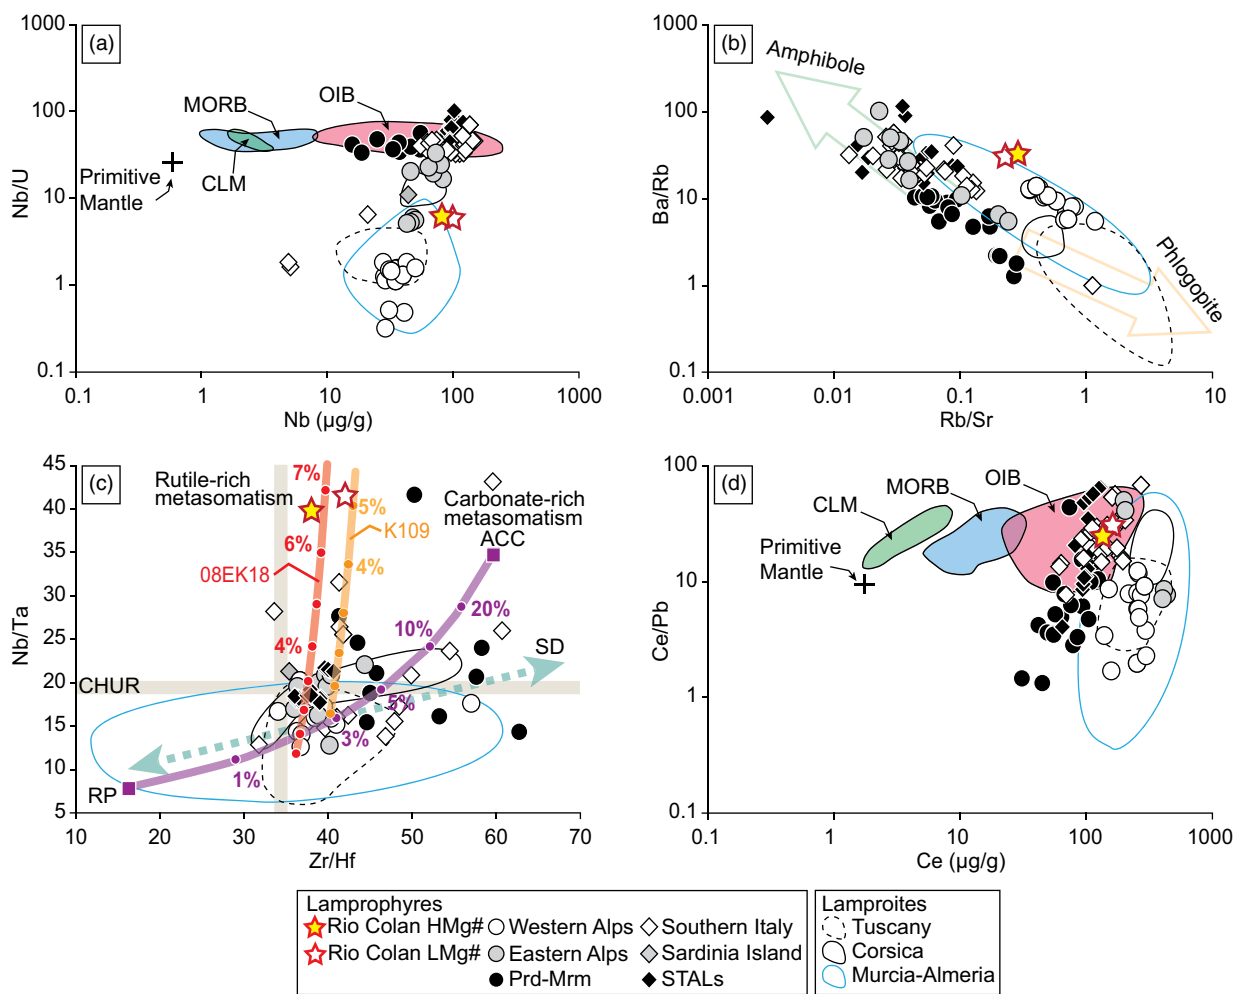 (a)
1000
100
10
1
0.1
Nb/U
MORB
OIB
CLM
Primitive
Mantle
0.1
1
10
100
1000
Nb (µg/g)
(b)
1000
100
10
1
0.1
Ba/Rb
Amphibole
Phlogopite
0.001
0.01
0.1
1
10
Rb/Sr
(c)
45
40
35
30
25
20
15
10
5
Nb/Ta
Rutile-rich
metasomatism
7%
6%
4%
08EK18
5%
4%
K109
Carbonate-rich
metasomatism
ACC
20%
10%
5%
3%
1%
SD
CHUR
RP
10
20
30
40
50
60
70
Zr/Hf
(d)
100
10
1
0.1
Ce/Pb
CLM
MORB
OIB
Primitive
Mantle
0.1
1
10
100
1000
Ce (µg/g)
Lamprophyres
Rio Colan HMg# Western Alps Southern Italy
Rio Colan LMg# Eastern Alps Sardinia Island
Prd-Mrm STALs
Lamproites
Tuscany
Corsica
Murcia-Almeria